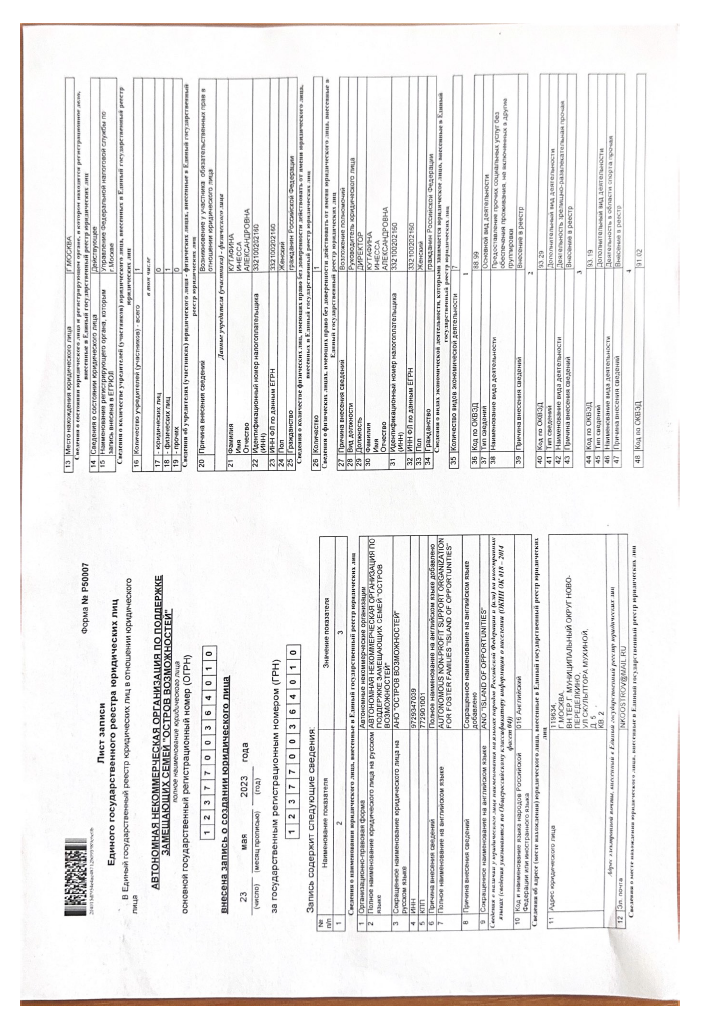 Форма № Р50007
Лист записи
Единого государственного реестра юридических лиц
В Единый государственный реестр юридических лиц в отношении юридического
лица
АВТОНОМНАЯ НЕКОММЕРЧЕСКАЯ ОРГАНИЗАЦИЯ ПО ПОДДЕРЖКЕ
ЗАМЕЩАЮЩИХ СЕМЕЙ "ОСТРОВ ВОЗМОЖНОСТЕЙ"
полное наименование юридического лица
основной государственный регистрационный номер (ОГРН)
1 2 3 7 7 0 0 3 6 4 0 1 0
внесена запись о создании юридического лица
23 мая 2023 года
(число) (месяц прописью) (год)
за государственным регистрационным номером (ГРН)
1 2 3 7 7 0 0 3 6 4 0 1 0
Запись содержит следующие сведения:
№ п/п Наименование показателя Значение показателя
1 2 3
Сведения о наименовании юридического лица, внесенные в Единый государственный реестр юридических лиц
1 Организационно-правовая форма Автономные некоммерческие организации
2 Полное наименование юридического лица на русском АВТОНОМНАЯ НЕКОММЕРЧЕСКАЯ ОРГАНИЗАЦИЯ ПО
языке ПОДДЕРЖКЕ ЗАМЕЩАЮЩИХ СЕМЕЙ "ОСТРОВ
ВОЗМОЖНОСТЕЙ"
3 Сокращенное наименование юридического лица на АНО "ОСТРОВ ВОЗМОЖНОСТЕЙ"
русском языке
4 ИНН 9729347039
5 КПП 772901001
6 Причина внесения сведений Полное наименование на английском языке добавлено
7 Полное наименование на английском языке AUTONOMOUS NON-PROFIT SUPPORT ORGANIZATION
FOR FOSTER FAMILES "ISLAND OF OPPORTUNITIES"
8 Причина внесения сведений Сокращенное наименование на английском языке
добавлено
9 Сокращенное наименование на английском языке ANO "ISLAND OF OPPORTUNITIES"
Сведения о наличии у юридического лица наименования на языках народов Российской Федерации и (или) на иностранных
языках (сведения указываются по Общероссийскому классификатору информации о населении (ОКИН) ОК 018 – 2014
фасет 04))
10 Код и наименование языка народов Российской 016 Английский
Федерации или иностранного языка
Сведения об адресе (месте нахождения) юридического лица, внесенные в Единый государственный реестр юридических
лиц
11 Адрес юридического лица 119634,
Г.МОСКВА,
ВН.ТЕР.Г. МУНИЦИПАЛЬНЫЙ ОКРУГ НОВО-
ПЕРЕДЕЛКИНО,
УЛ СКУЛЬПТОРА МУХИНОЙ,
Д. 5,
КВ. 2
Адрес электронной почты, внесенный в Единый государственный реестр юридических лиц
12 Эл. почта NKOOSTROV@MAIL.RU
Сведения о месте нахождения юридического лица, внесенные в Единый государственный реестр юридических лиц
13 Место нахождения юридического лица Г.МОСКВА
Сведения о состоянии юридического лица и регистрирующем органе, в котором находится регистрационное дело,
внесенные в Единый государственный реестр юридических лиц
14 Сведения о состоянии юридического лица Действующее
15 Наименование регистрирующего органа, которым Управление Федеральной налоговой службы по
запись внесена в ЕГРЮЛ г.Москве
Сведения о количестве учредителей (участников) юридического лица, внесенные в Единый государственный реестр
юридических лиц
16 Количество учредителей (участников) - всего 1
в том числе
17 - юридических лиц 0
18 - физических лиц 1
19 - прочих 0
Сведения об учредителях (участниках) юридического лица - физических лицах, внесенные в Единый государственный
реестр юридических лиц
1
20 Причина внесения сведений Возникновение у участника обязательственных прав в
отношении юридического лица
Данные учредителя (участника) - физического лица
21 Фамилия КУТАФИНА
Имя ИНЕССА
Отчество АЛЕКСАНДРОВНА
22 Идентификационный номер налогоплательщика 332100202160
(ИНН)
23 ИНН ФЛ по данным ЕГРН 332100202160
24 Пол Женский
25 Гражданство гражданин Российской Федерации
Сведения о количестве физических лиц, имеющих право без доверенности действовать от имени юридического лица,
внесенных в Единый государственный реестр юридических лиц
26 Количество 1
Сведения о физических лицах, имеющих право без доверенности действовать от имени юридического лица, внесенные в
Единый государственный реестр юридических лиц
1
27 Причина внесения сведений Возложение полномочий
28 Вид должности Руководитель юридического лица
29 Должность ДИРЕКТОР
30 Фамилия КУТАФИНА
Имя ИНЕССА
Отчество АЛЕКСАНДРОВНА
31 Идентификационный номер налогоплательщика 332100202160
(ИНН)
32 ИНН ФЛ по данным ЕГРН 332100202160
33 Пол Женский
34 Гражданство гражданин Российской Федерации
Сведения о видах экономической деятельности, которыми занимается юридическое лицо, внесенные в Единый
государственный реестр юридических лиц
35 Количество видов экономической деятельности 7
1
36 Код по ОКВЭД 88.99
37 Тип сведений Основной вид деятельности
38 Наименование вида деятельности Предоставление прочих социальных услуг без
обеспечения проживания, не включенных в другие
группировки
39 Причина внесения сведений Внесение в реестр
2
40 Код по ОКВЭД 93.29
41 Тип сведений Дополнительный вид деятельности
42 Наименование вида деятельности Деятельность зрелищно-развлекательная прочая
43 Причина внесения сведений Внесение в реестр
3
44 Код по ОКВЭД 93.19
45 Тип сведений Дополнительный вид деятельности
46 Наименование вида деятельности Деятельность в области спорта прочая
47 Причина внесения сведений Внесение в реестр
4
48 Код по ОКВЭД 91.02